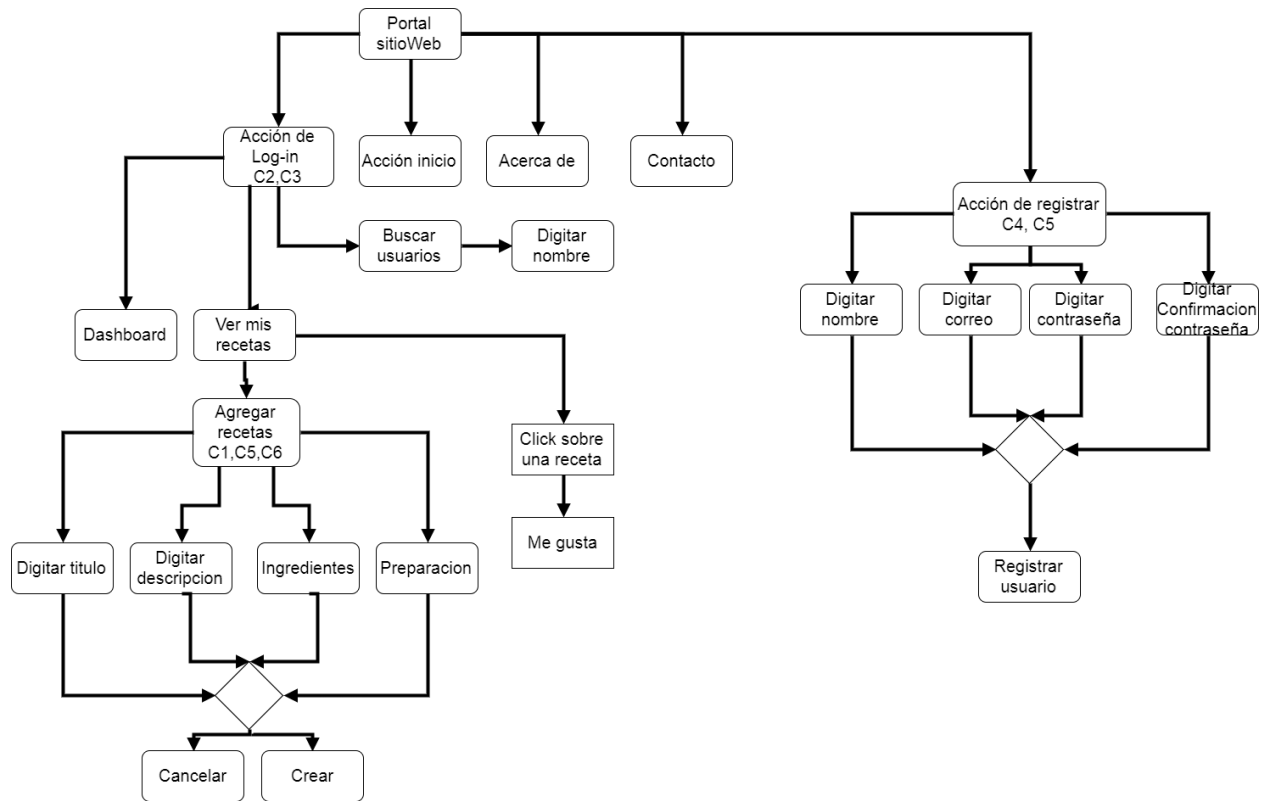 Portal
sitioWeb
Acción de
Log-in
C2,C3
Acción inicio
Acerca de
Contacto
Acción de registrar
C4, C5
Buscar
usuarios
Digitar
nombre
Digitar
nombre
Digitar
correo
Digitar
contraseña
Digitar
Confirmacion
contraseña
Dashboard
Ver mis
recetas
Agregar
recetas
C1,C5,C6
Click sobre
una receta
Me gusta
Digitar titulo
Digitar
descripcion
Ingredientes
Preparacion
Registrar
usuario
Cancelar
Crear